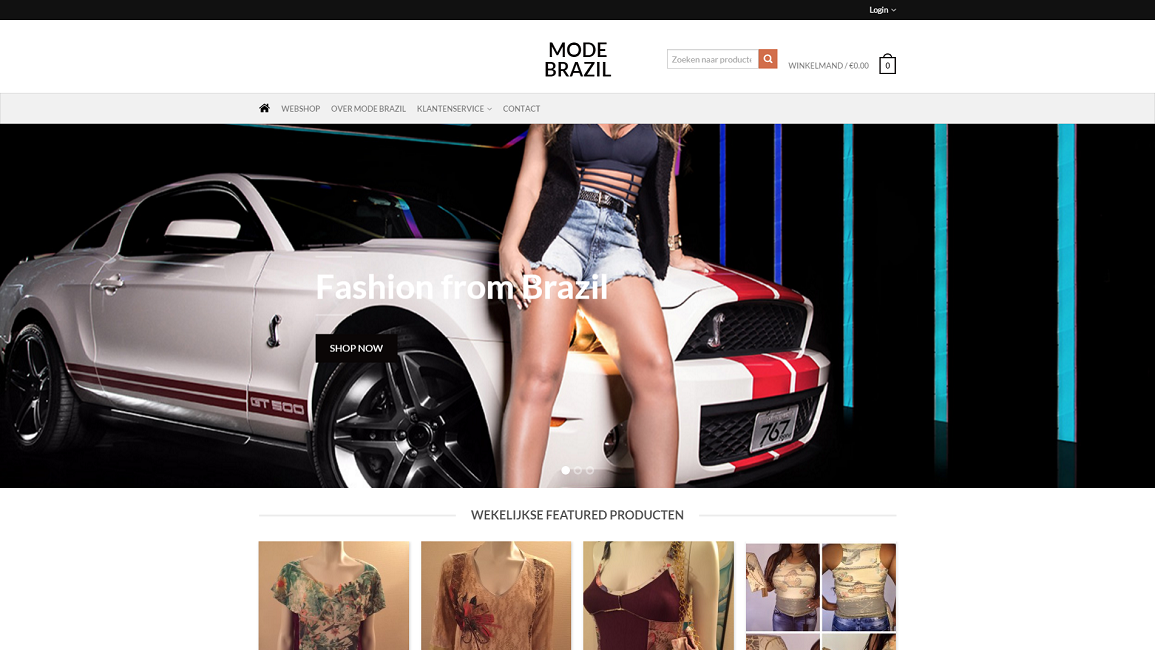 Login
MODE
BRAZIL
Zoeken naar producte
WINKELMAND / €0.00
0
WEBSHOP
OVER MODE BRAZIL
KLANTENSERVICE
CONTACT
Fashion from Brazil
SHOP NOW
GT 500
767
WEKELIJKSE FEATURED PRODUCTEN